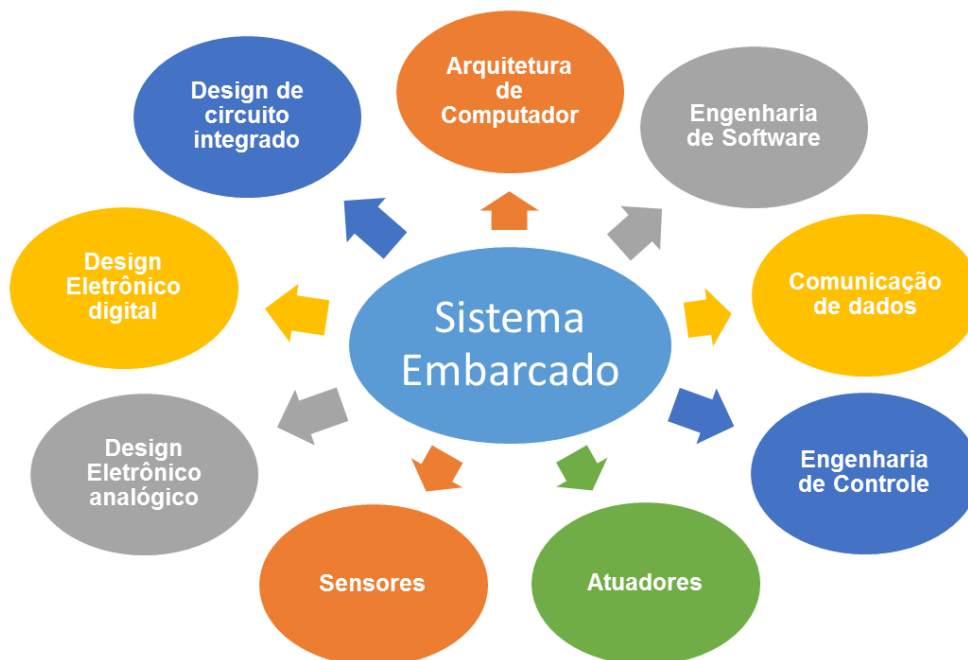 Arquitetura
de
Computador
Engenharia
de Software
Comunicação
de dados
Engenharia
de Controle
Atuadores
Sensores
Design
Eletrônico
analógico
Design
Eletrônico
digital
Design de
circuito
integrado
Sistema
Embarcado